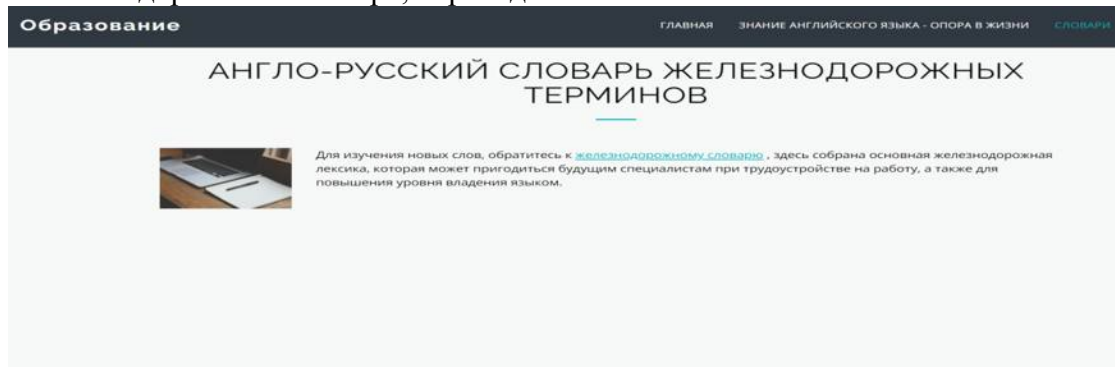 Образование
ГЛАВНАЯ ЗНАНИЕ АНГЛИЙСКОГО ЯЗЫКА - ОПОРА В ЖИЗНИ СЛОВАРИ
АНГЛО-РУССКИЙ СЛОВАРЬ ЖЕЛЕЗНОДОРОЖНЫХ
ТЕРМИНОВ
Для изучения новых слов, обратитесь к железнодорожному словарю , здесь собрана основная железнодорожная
лексика, которая может пригодиться будущим специалистам при трудоустройстве на работу, а также для
повышения уровня владения языком.